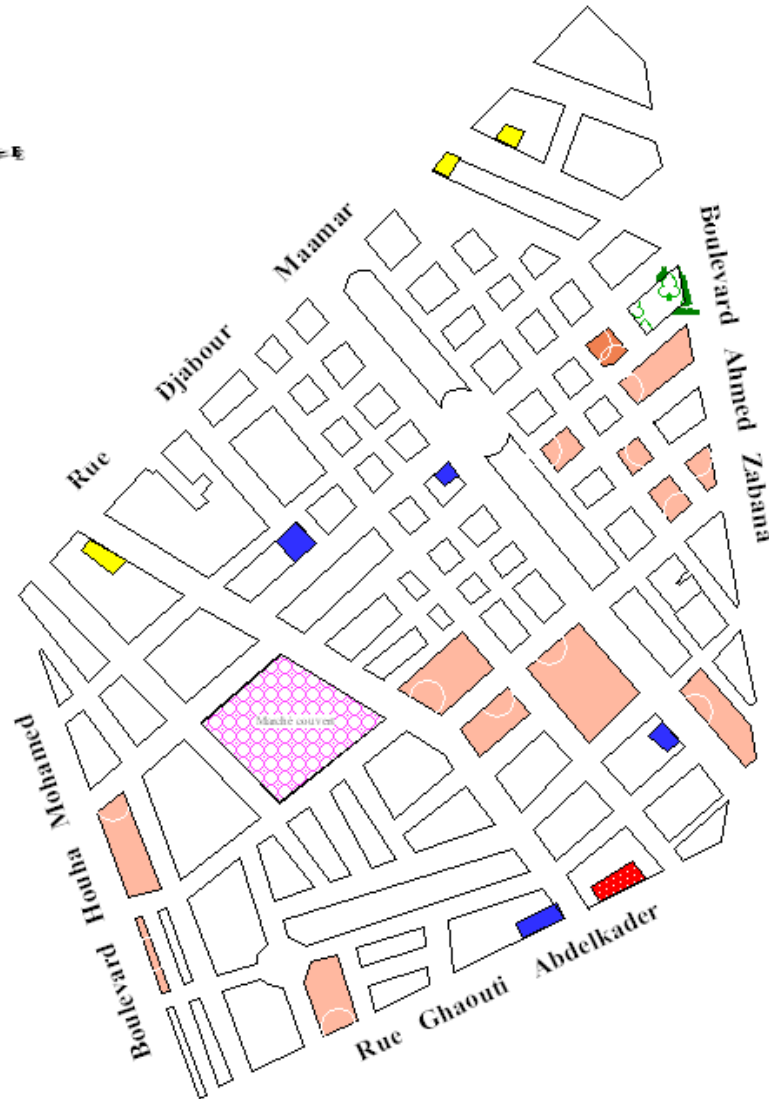 E
Rue Djabour Maamar
Boulevard Ahmed Zabana
Marché couvert
Boulevard Houha Mohamed
Rue Ghaouti Abdelkader